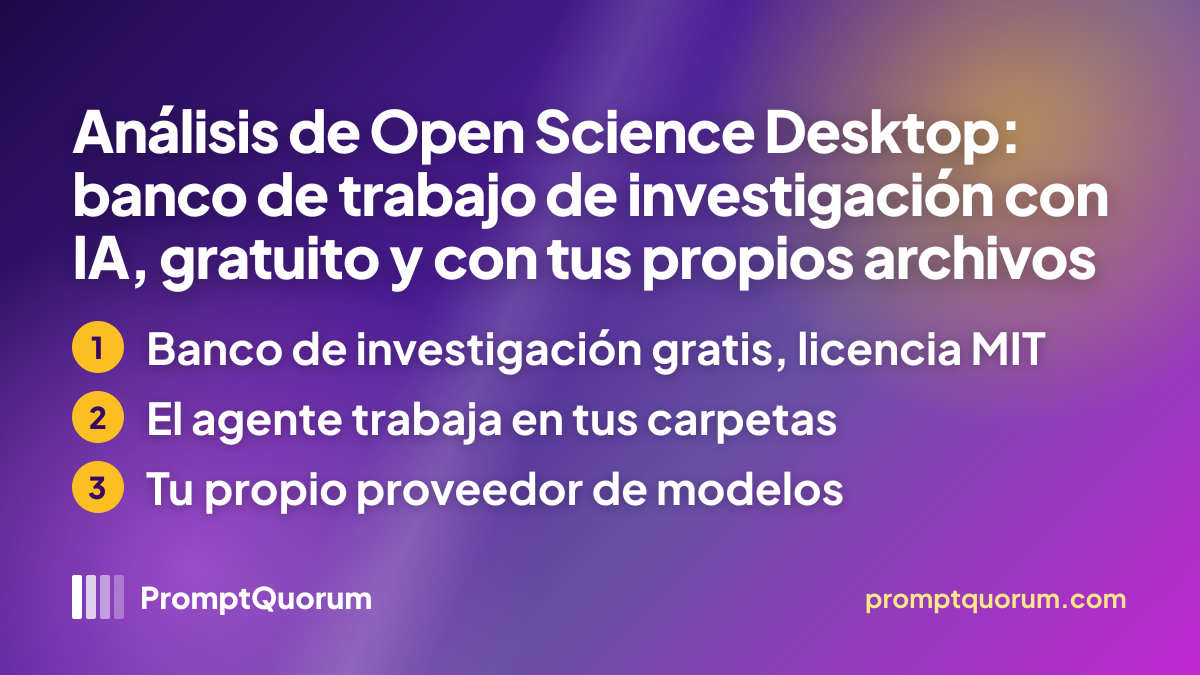 Análisis de Open Science Desktop:
banco de trabajo de investigación con
IA, gratuito y con tus propios archivos
1 Banco de investigación gratis, licencia MIT
2 El agente trabaja en tus carpetas
3 Tu propio proveedor de modelos
PromptQuorum
promptquorum.com